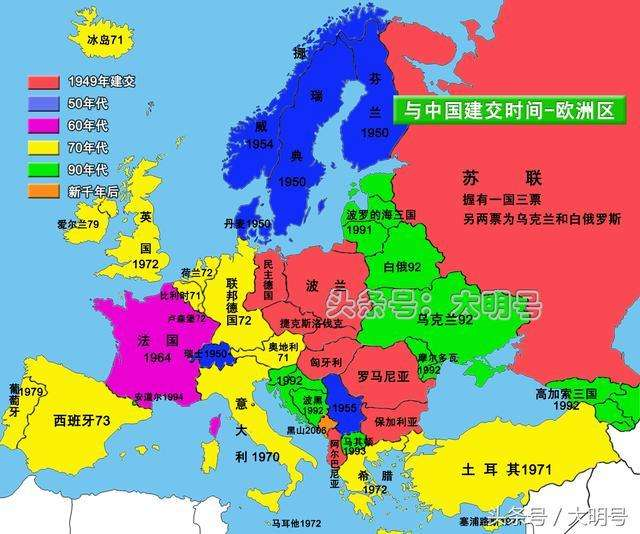 冰岛71
1949年建交
50年代
60年代
70年代
90年代
新千年后
与中国建交时间-欧洲区
挪
威
1954
瑞
典
1950
芬
兰
1950
苏 联
握有一国三票
另两票为乌克兰和白俄罗斯
爱尔兰79
英
国
1972
丹麦1950
波罗的海三国
1991
白俄92
荷兰72
比利时71
卢森堡72
联
邦
德
国72
民
主
德
国
波 兰
头条号：大明号
乌克兰92
捷克斯洛伐克
法 国
1964
瑞士1950
奥地利
71
匈牙利
罗马尼亚
摩尔多瓦
1992
高加索三国
1992
葡
萄
牙
1979
西班牙73
安道尔1994
意
大
利 1970
1992
波黑
1992
1955
黑山2006
保加利亚
马其顿
1993
阿
尔
巴
尼
亚
希 腊
1972
土 耳 其1971
马耳他1972
头条号 / 大明号